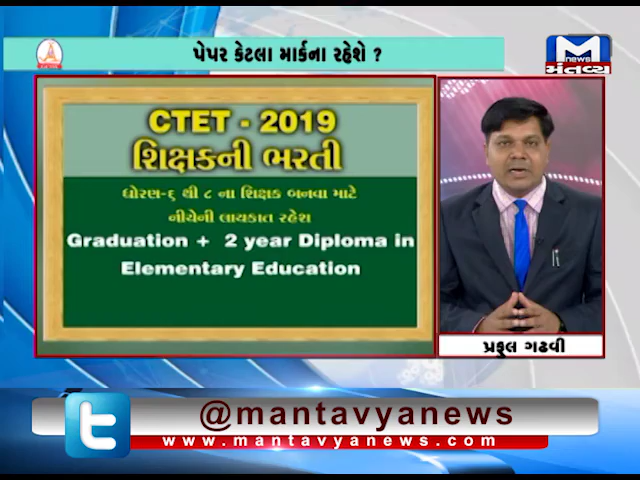 પેપર કેટલા માર્કના રહેશે ?
M
news
મંતવ્ય
CTET - 2019
શિક્ષકની ભરતી
ધોરણ-૬ થી ૮ ના શિક્ષક બનવા માટે
નીચેની લાયકાત રહેશ
Graduation + 2 year Diploma in
Elementary Education
પ્રફુલ ગઢવી
@mantavyanews
www.mantavyanews.com